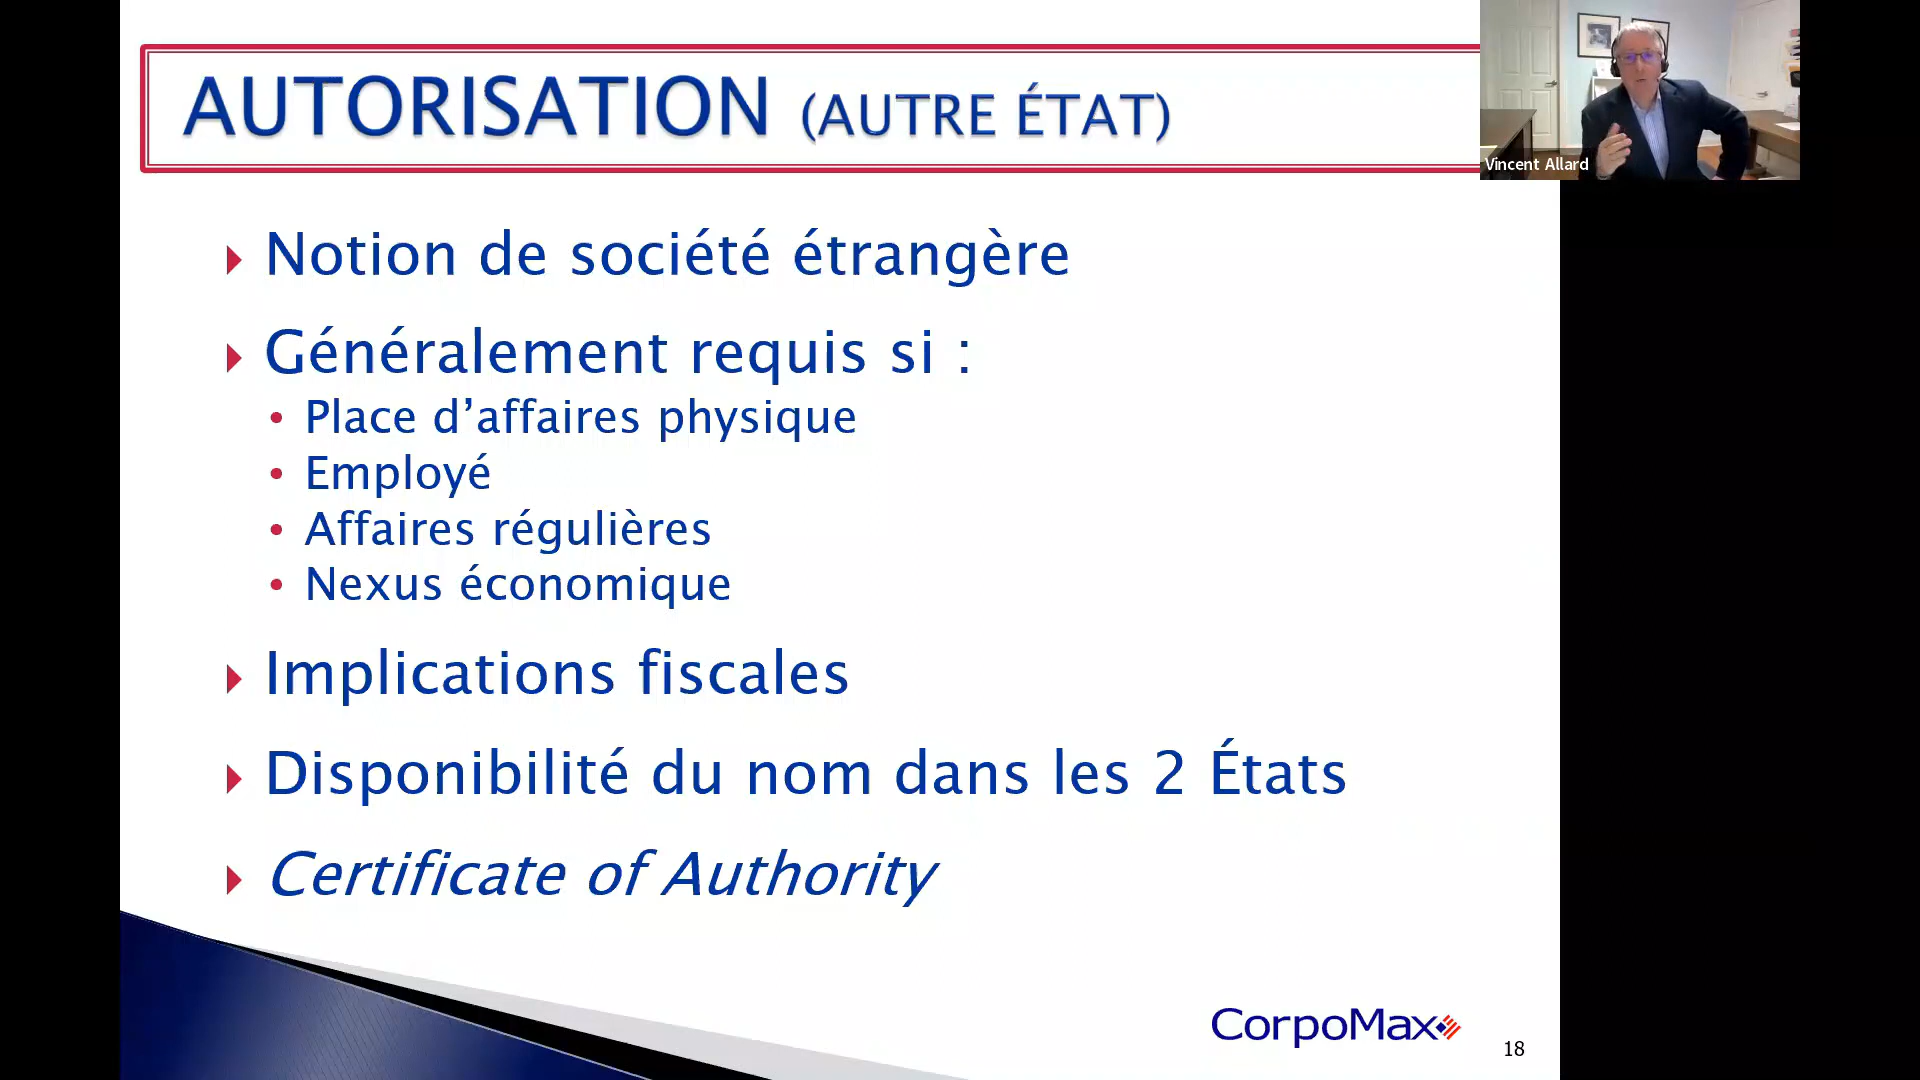 AUTORISATION (AUTRE ÉTAT)
Vincent Allard
Notion de société étrangère
Généralement requis si :
• Place d’affaires physique
• Employé
• Affaires régulières
• Nexus économique
Implications fiscales
Disponibilité du nom dans les 2 États
Certificate of Authority
CorpoMax
18